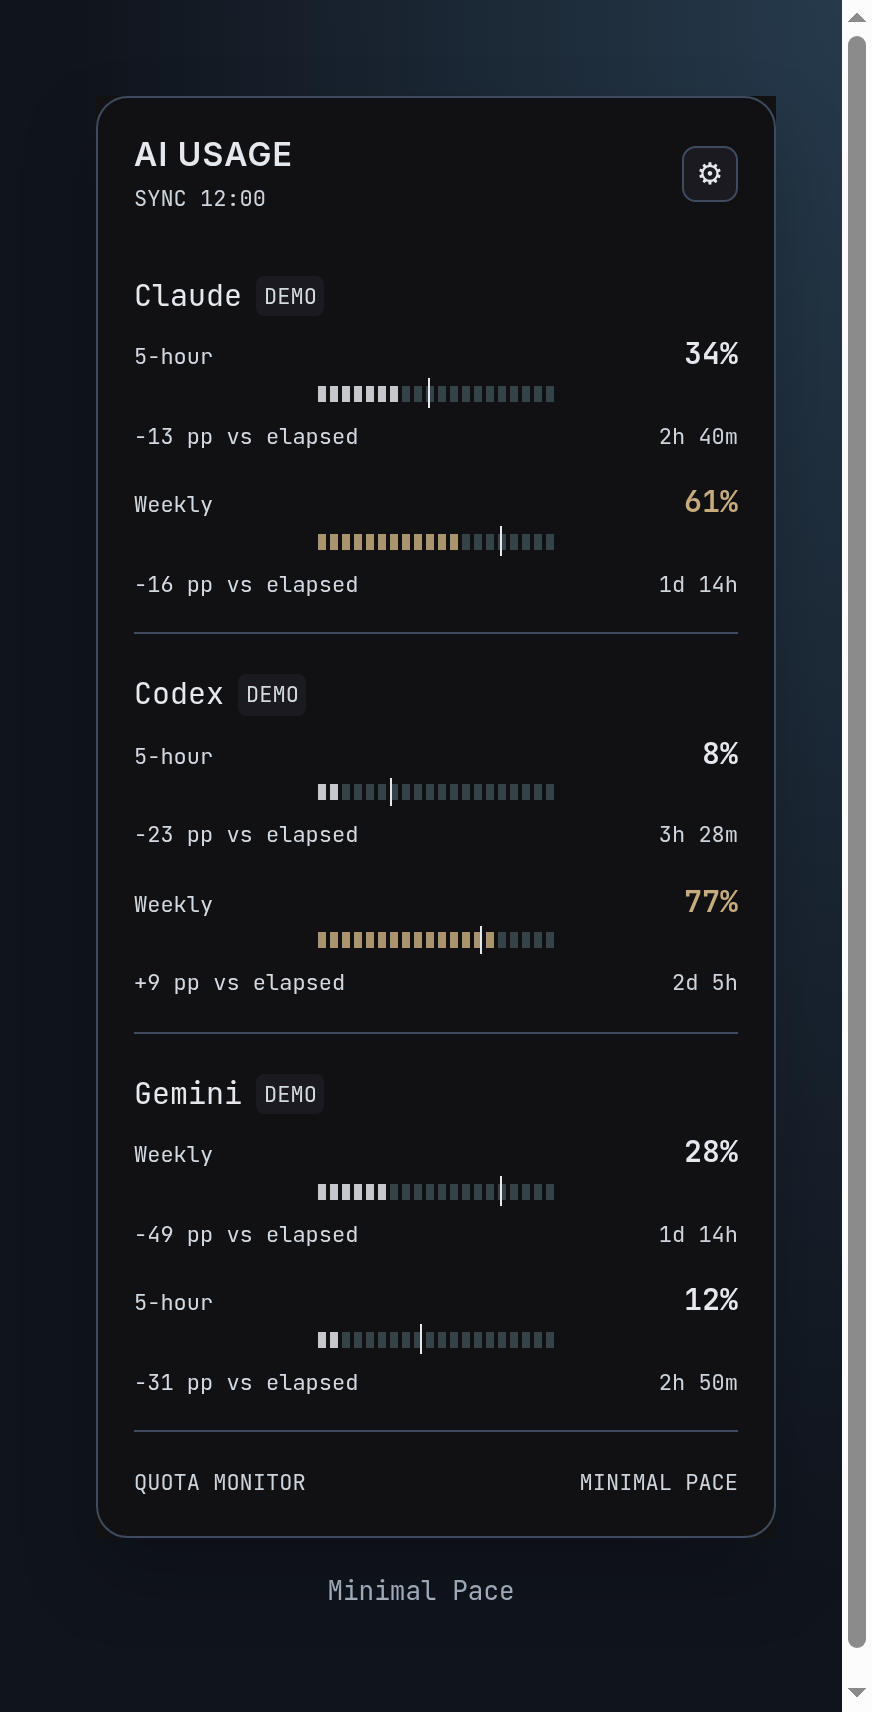 AI USAGE
SYNC 12:00
Claude DEMO
5-hour 34%
-13 pp vs elapsed 2h 40m
Weekly 61%
-16 pp vs elapsed 1d 14h
Codex DEMO
5-hour 8%
-23 pp vs elapsed 3h 28m
Weekly 77%
+9 pp vs elapsed 2d 5h
Gemini DEMO
Weekly 28%
-49 pp vs elapsed 1d 14h
5-hour 12%
-31 pp vs elapsed 2h 50m
QUOTA MONITOR MINIMAL PACE
Minimal Pace